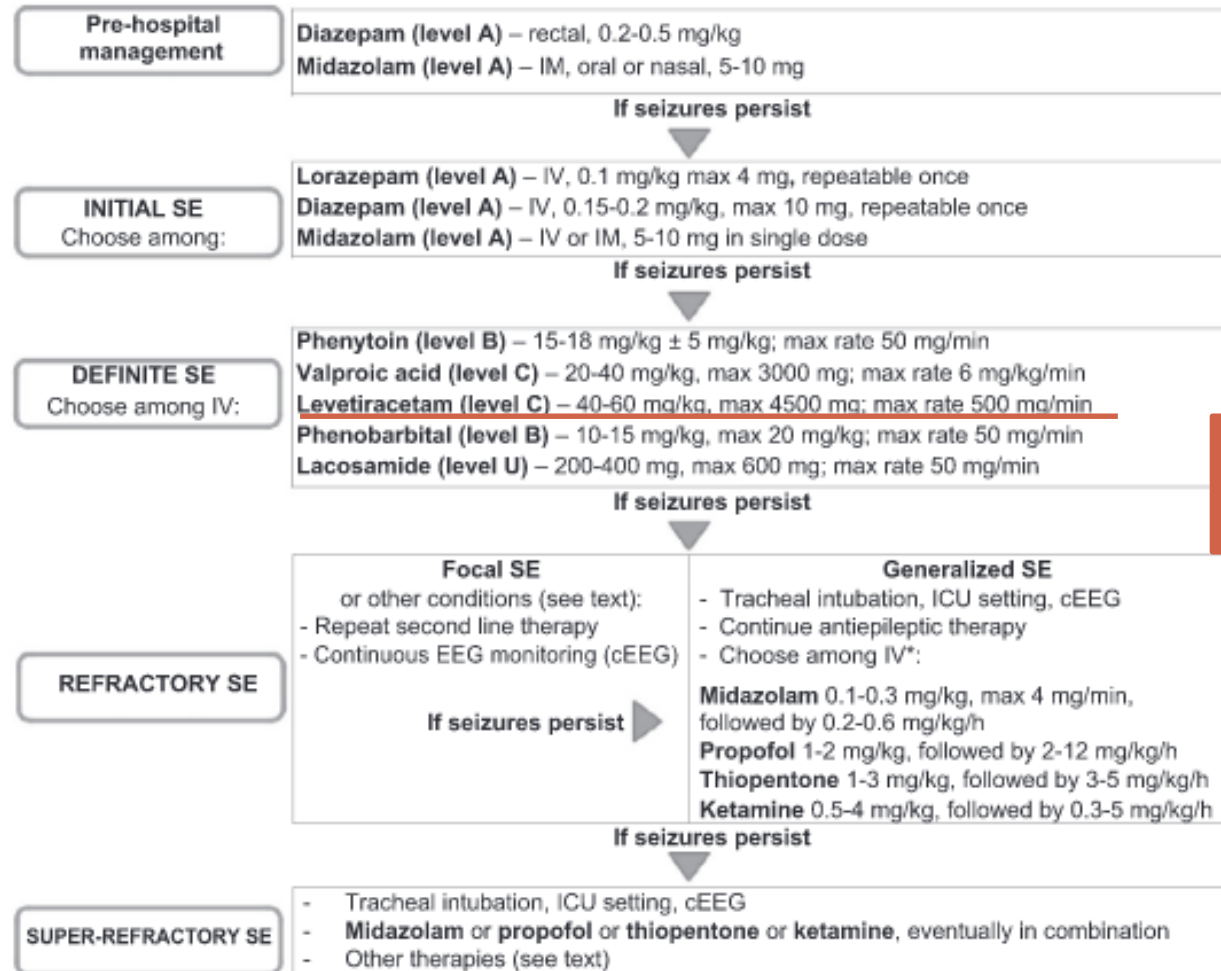 Pre-hospital
management
Diazepam (level A) – rectal, 0.2-0.5 mg/kg
Midazolam (level A) – IM, oral or nasal, 5-10 mg
If seizures persist
INITIAL SE
Choose among:
Lorazepam (level A) – IV, 0.1 mg/kg max 4 mg, repeatable once
Diazepam (level A) – IV, 0.15-0.2 mg/kg, max 10 mg, repeatable once
Midazolam (level A) – IV or IM, 5-10 mg in single dose
If seizures persist
DEFINITE SE
Choose among IV:
Phenytoin (level B) – 15-18 mg/kg ± 5 mg/kg; max rate 50 mg/min
Valproic acid (level C) – 20-40 mg/kg, max 3000 mg; max rate 6 mg/kg/min
Levetiracetam (level C) – 40-60 mg/kg, max 4500 mg; max rate 500 mg/min
Phenobarbital (level B) – 10-15 mg/kg, max 20 mg/kg; max rate 50 mg/min
Lacosamide (level U) – 200-400 mg, max 600 mg; max rate 50 mg/min
If seizures persist
REFRACTORY SE
Focal SE
or other conditions (see text):
- Repeat second line therapy
- Continuous EEG monitoring (cEEG)
If seizures persist
Generalized SE
- Tracheal intubation, ICU setting, cEEG
- Continue antiepileptic therapy
- Choose among IV*:
Midazolam 0.1-0.3 mg/kg, max 4 mg/min,
followed by 0.2-0.6 mg/kg/h
Propofol 1-2 mg/kg, followed by 2-12 mg/kg/h
Thiopentone 1-3 mg/kg, followed by 3-5 mg/kg/h
Ketamine 0.5-4 mg/kg, followed by 0.3-5 mg/kg/h
If seizures persist
SUPER-REFRACTORY SE
- Tracheal intubation, ICU setting, cEEG
- Midazolam or propofol or thiopentone or ketamine, eventually in combination
- Other therapies (see text)